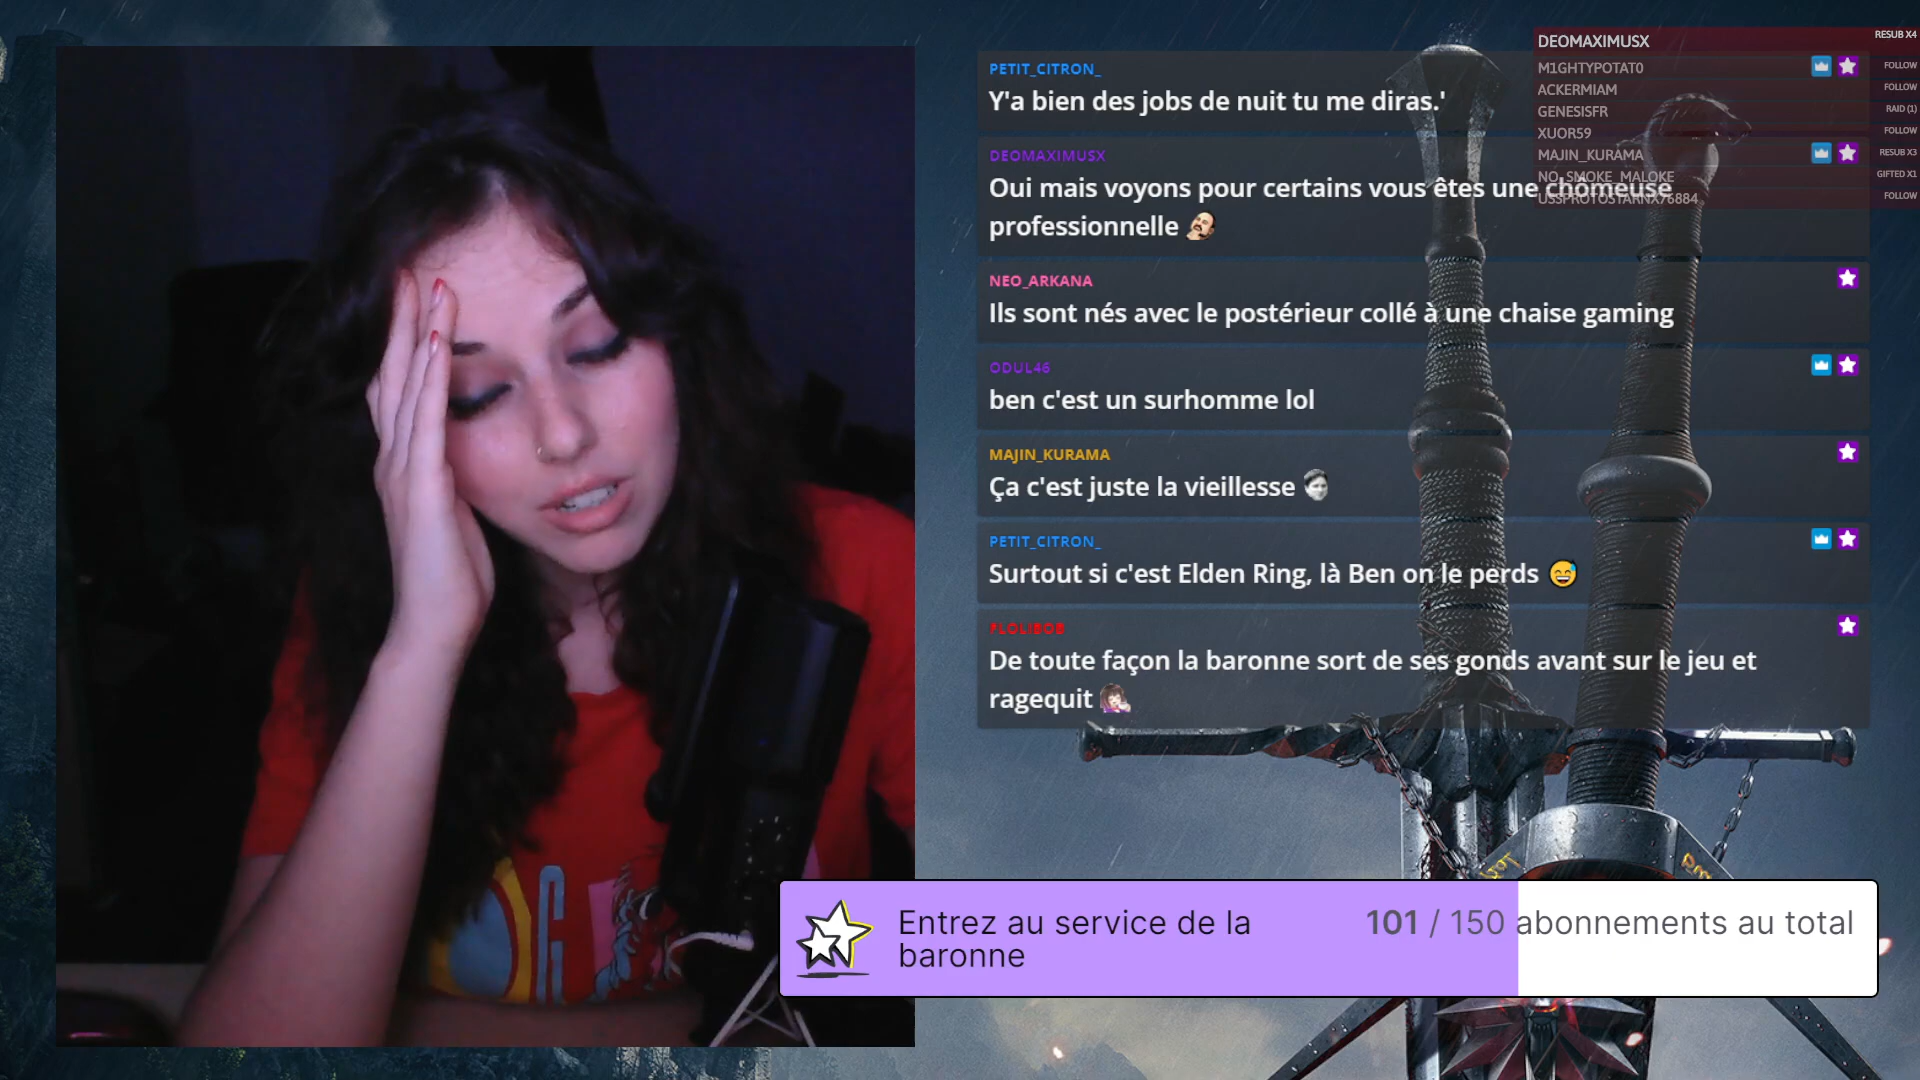 PETIT_CITRON_
Y'a bien des jobs de nuit tu me diras.'
DEOMAXIMUSX
Oui mais voyons pour certains vous êtes une chômeuse
professionnelle
NEO_ARKANA
Ils sont nés avec le postérieur collé à une chaise gaming
ODUL46
ben c'est un surhomme lol
MAJIN_KURAMA
Ça c'est juste la vieillesse
PETIT_CITRON_
Surtout si c'est Elden Ring, là Ben on le perds
FLOLIBOB
De toute façon la baronne sort de ses gonds avant sur le jeu et
ragequit
DEOMAXIMUSX RESUB X4
M1GHTYPOTAT0 FOLLOW
ACKERMIAM FOLLOW
GENESISFR RAID (1)
XUOR59 FOLLOW
MAJIN_KURAMA RESUB X3
NO_SMOKE_MALOKE GIFTED X1
USSPROTOSTARNX76884 FOLLOW
Entrez au service de la
baronne
101 / 150 abonnements au total